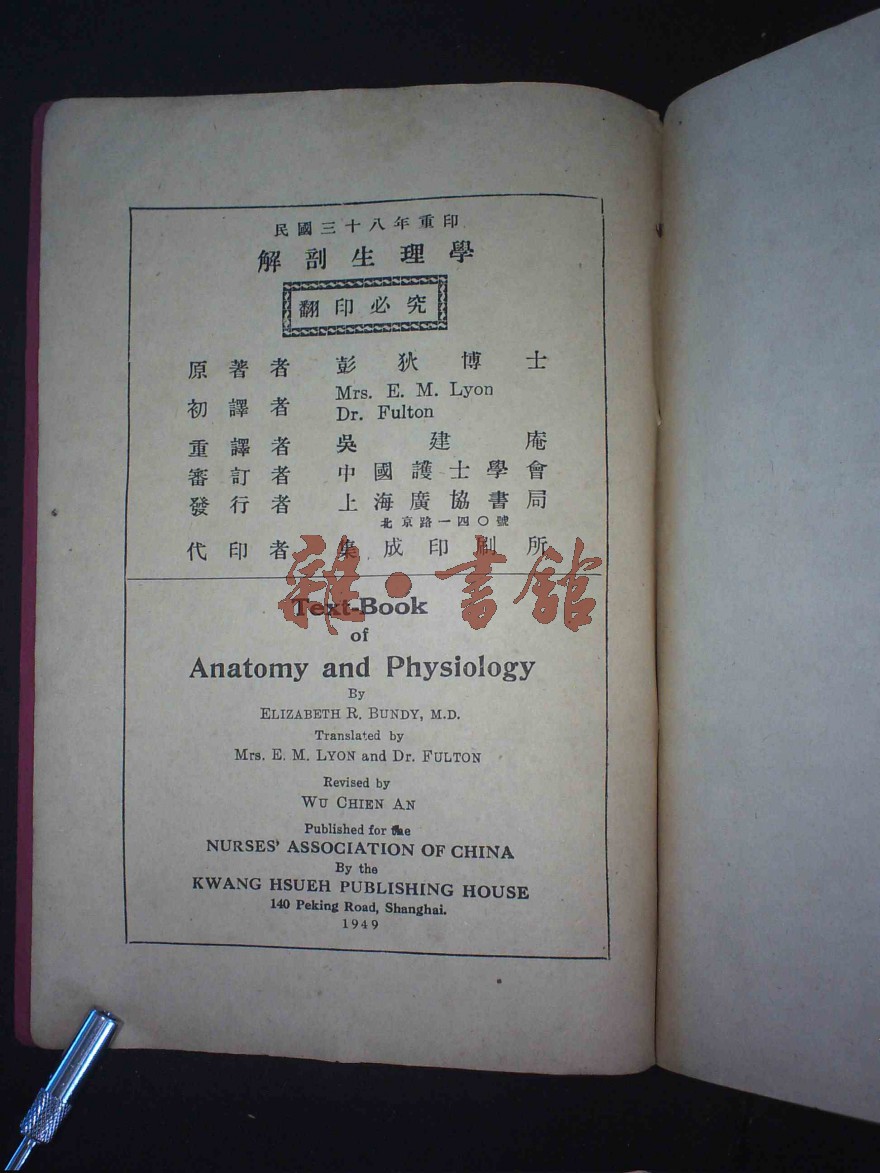 民國三十八年重印
解剖生理學
翻印必究
原著者 彭狄博士
初譯者 Mrs. E. M. Lyon
Dr. Fulton
重譯者 吳建庵
審訂者 中國護士學會
發行者 上海廣協書局
北京路一四〇號
代印者 集成印刷所
雜·書館
Text-Book
of
Anatomy and Physiology
By
ELIZABETH R. BUNDY, M.D.
Translated by
Mrs. E. M. LYON and Dr. FULTON
Revised by
WU CHIEN AN
Published for the
NURSES' ASSOCIATION OF CHINA
By the
KWANG HSUEH PUBLISHING HOUSE
140 Peking Road, Shanghai.
1949